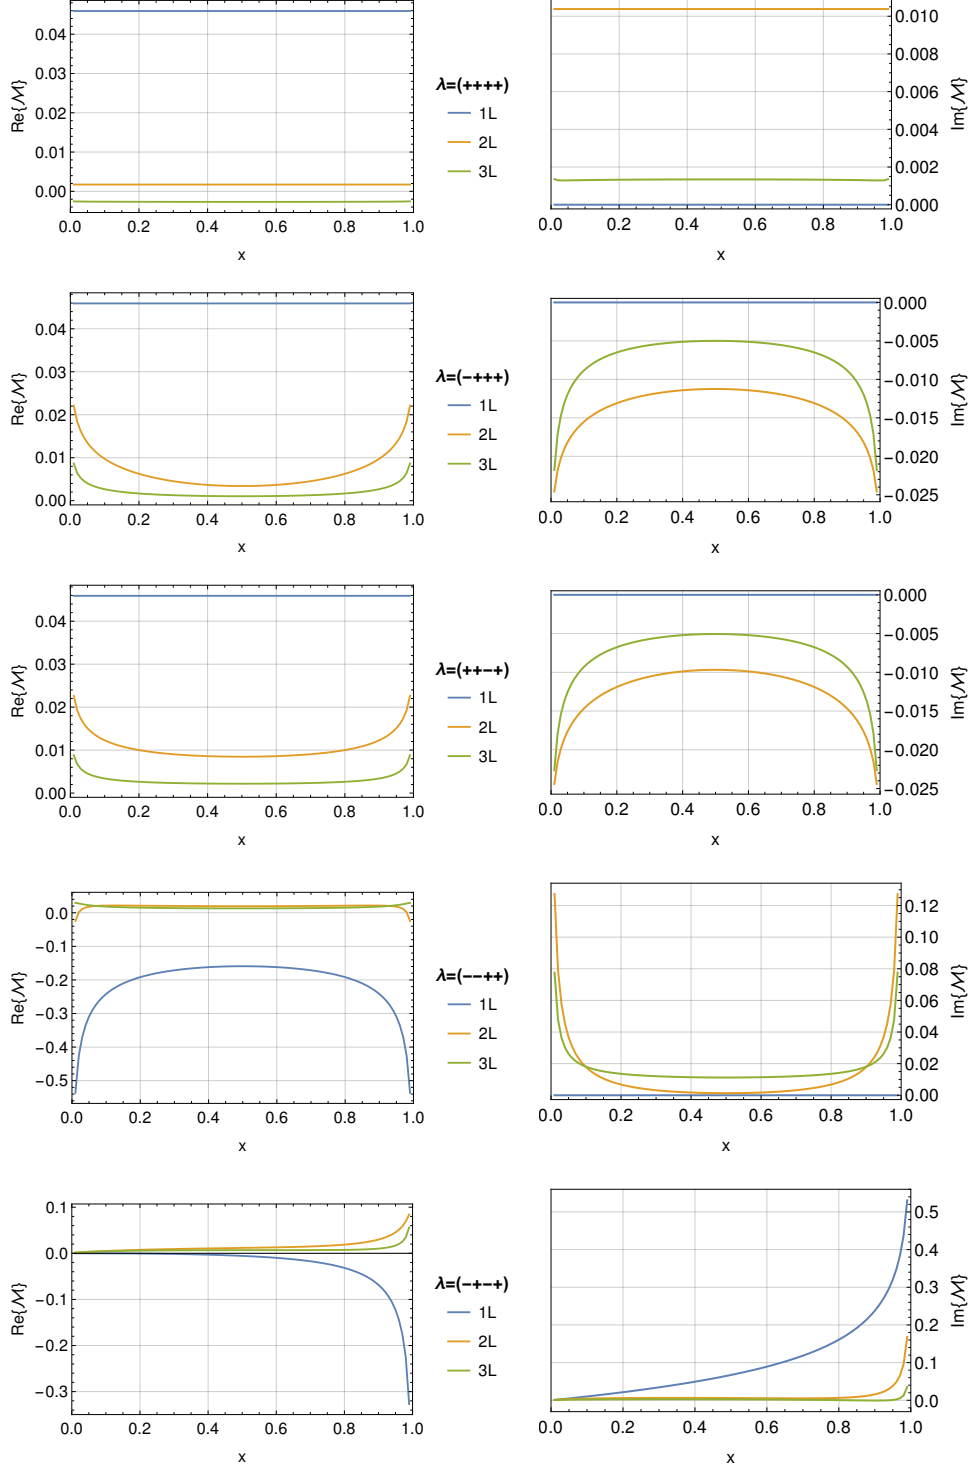 0.04
0.03
0.02
0.01
0.00
Re{ℳ}
0.0 0.2 0.4 0.6 0.8 1.0
x
λ=(++++)
1L
2L
3L
0.010
0.008
0.006
0.004
0.002
0.000
Im{ℳ}
0.0 0.2 0.4 0.6 0.8 1.0
x
0.04
0.03
0.02
0.01
0.00
Re{ℳ}
0.0 0.2 0.4 0.6 0.8 1.0
x
λ=(-+++)
1L
2L
3L
0.000
-0.005
-0.010
-0.015
-0.020
-0.025
Im{ℳ}
0.0 0.2 0.4 0.6 0.8 1.0
x
0.04
0.03
0.02
0.01
0.00
Re{ℳ}
0.0 0.2 0.4 0.6 0.8 1.0
x
λ=(++-+)
1L
2L
3L
0.000
-0.005
-0.010
-0.015
-0.020
-0.025
Im{ℳ}
0.0 0.2 0.4 0.6 0.8 1.0
x
0.0
-0.1
-0.2
-0.3
-0.4
-0.5
Re{ℳ}
0.0 0.2 0.4 0.6 0.8 1.0
x
λ=(--++)
1L
2L
3L
0.12
0.10
0.08
0.06
0.04
0.02
0.00
Im{ℳ}
0.0 0.2 0.4 0.6 0.8 1.0
x
0.1
0.0
-0.1
-0.2
-0.3
Re{ℳ}
0.0 0.2 0.4 0.6 0.8 1.0
x
λ=(-+-+)
1L
2L
3L
0.5
0.4
0.3
0.2
0.1
0.0
Im{ℳ}
0.0 0.2 0.4 0.6 0.8 1.0
x